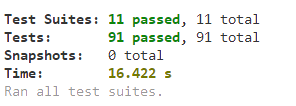 Test Suites: 11 passed, 11 total
Tests: 91 passed, 91 total
Snapshots: 0 total
Time: 16.422 s
Ran all test suites.